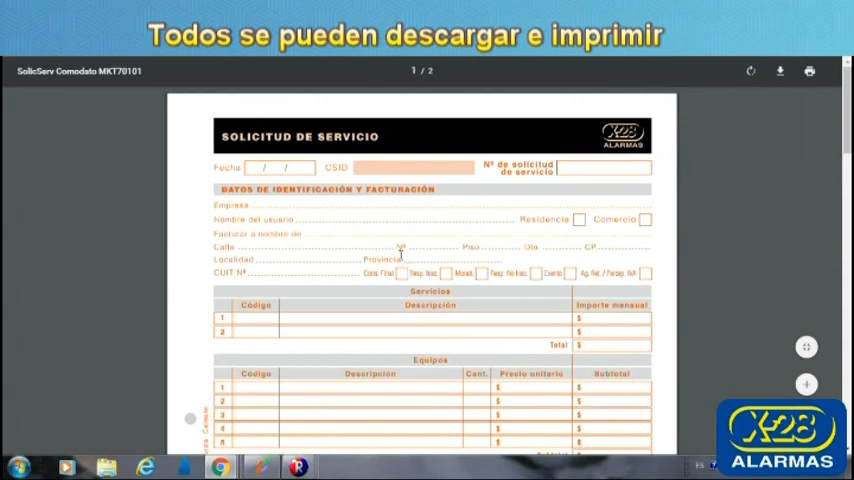 Todos se pueden descargar e imprimir
SolicServ Comodato MKT70101
1 / 2
SOLICITUD DE SERVICIO
X-28
ALARMAS
Fecha / / CSID Nº de solicitud de servicio
DATOS DE IDENTIFICACIÓN Y FACTURACIÓN
Empresa
Nombre del usuario Residencia Comercio
Facturar a nombre de
Calle Nº Piso Dto CP
Localidad Provincia
CUIT Nº Cons. Final Resp. Insc. Monot. Resp. No Insc. Exento Ag. Ret. / Percep. IVA
Servicios
Código Descripción Importe mensual
1 $
2 $
Total $
Equipos
Código Descripción Cant. Precio unitario Subtotal
1 $ $
2 $ $
3 $ $
4 $ $
5 $ $
X-28
ALARMAS
ES